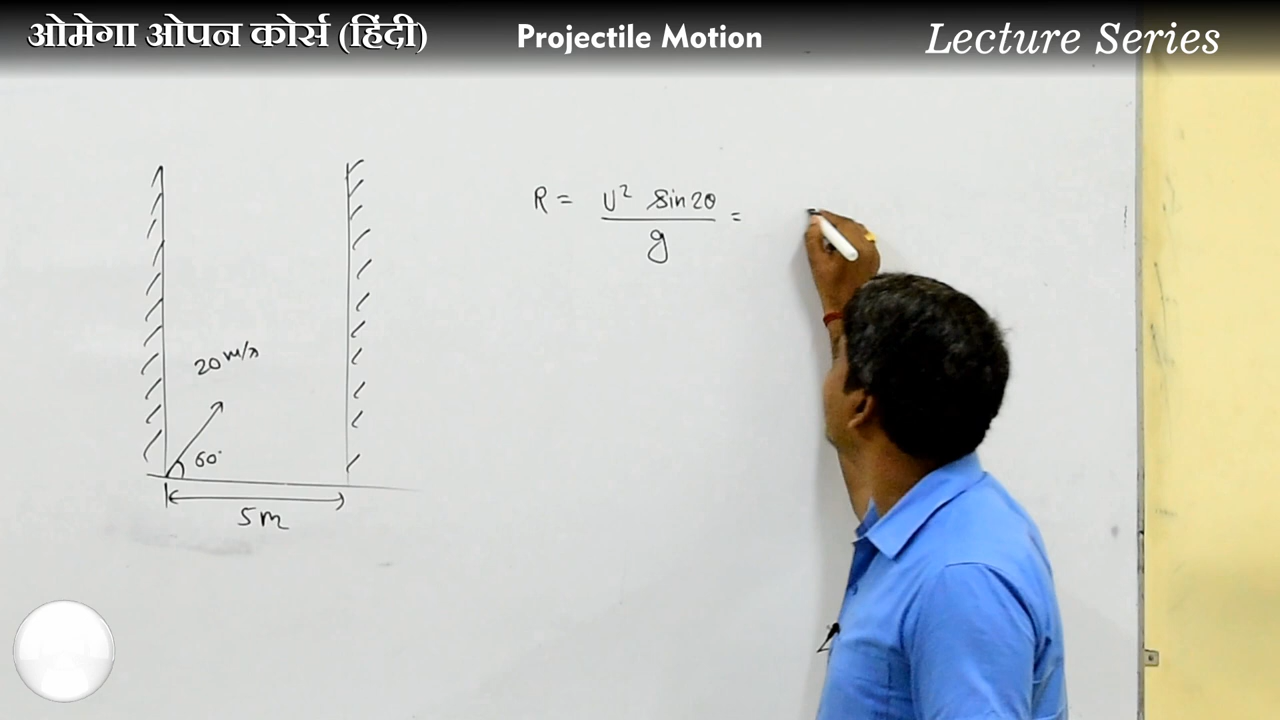 ओमेगा ओपन कोर्स (हिंदी) Projectile Motion Lecture Series
R = U² Sin2θ =
g
20 m/s
60°
5m